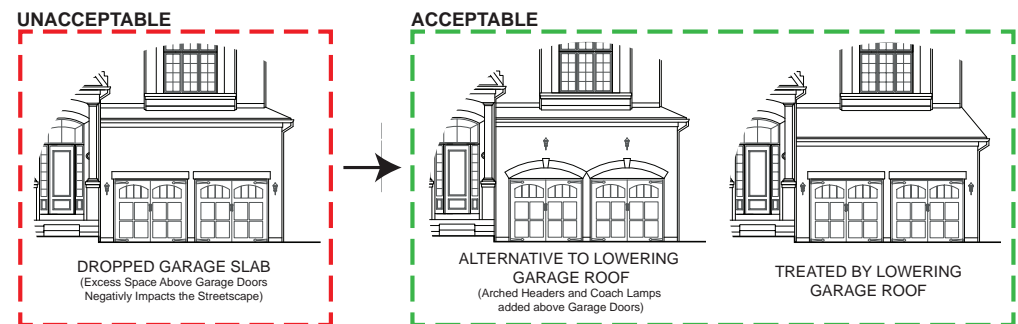 UNACCEPTABLE
ACCEPTABLE
DROPPED GARAGE SLAB
(Excess Space Above Garage Doors
Negativly Impacts the Streetscape)
ALTERNATIVE TO LOWERING
GARAGE ROOF
(Arched Headers and Coach Lamps
added above Garage Doors)
TREATED BY LOWERING
GARAGE ROOF